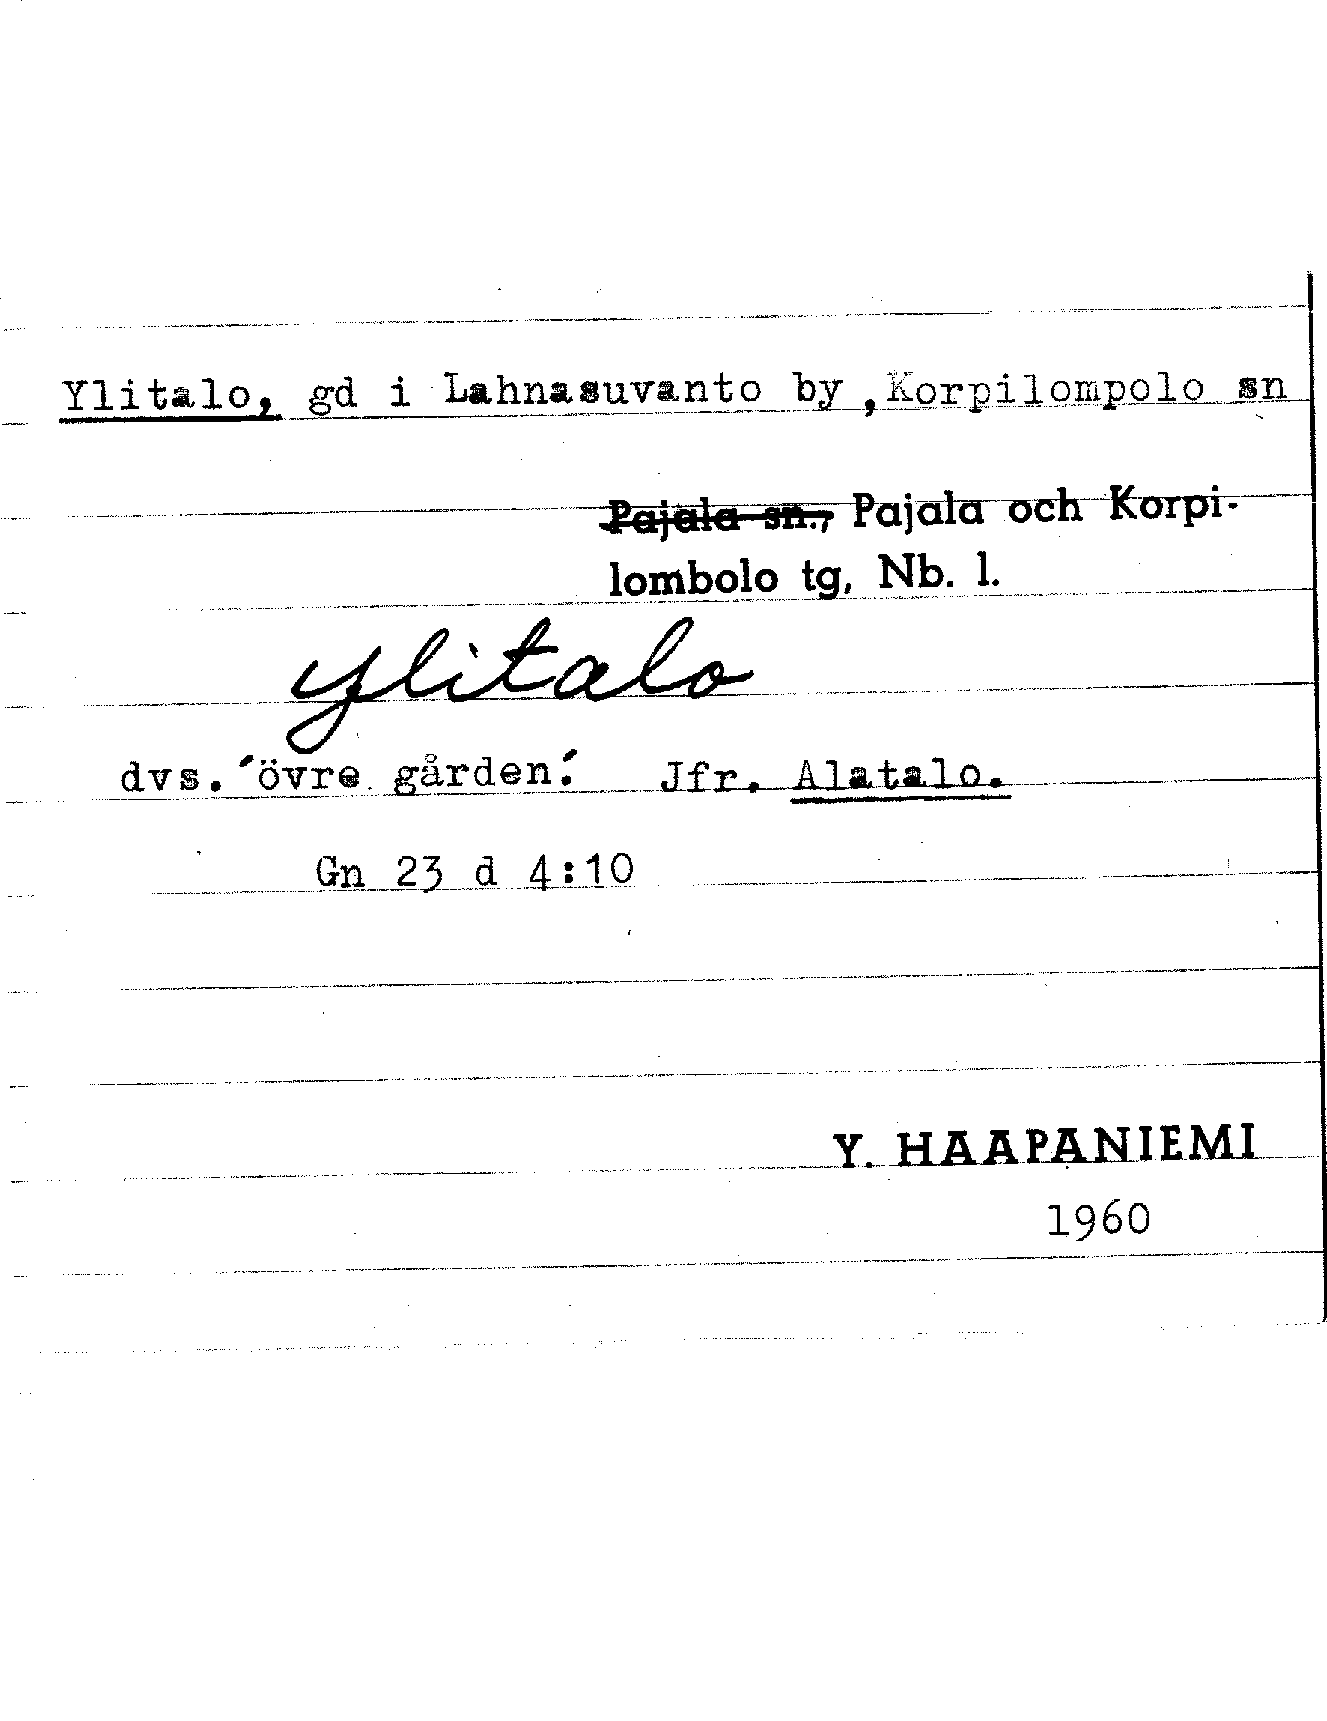 Ylitalo, gd i Lahnasuvanto by ,Korpilompolo sn
Pajala sn., Pajala och Korpi-
lombolo tg, Nb. l.
Ylitalo
dvs. ′övre gården′. Jfr. Alatalo.
Gn 23 d 4:10
Y. HAAPANIEMI
1960